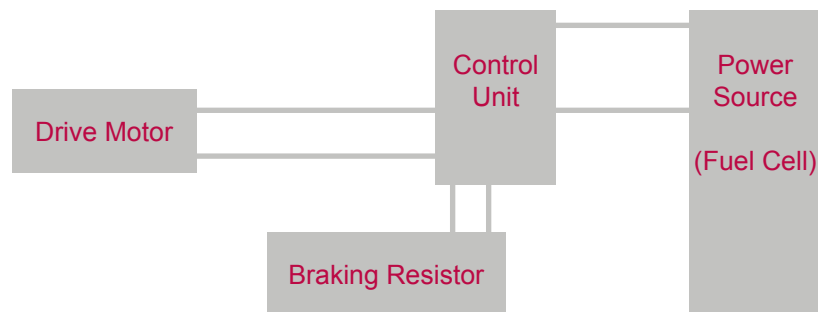 Control
Unit
Power
Source
(Fuel Cell)
Drive Motor
Braking Resistor